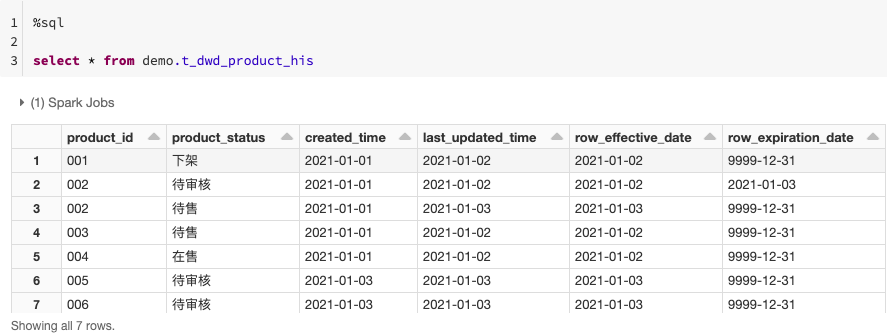 1 %sql
2
3 select * from demo.t_dwd_product_his
(1) Spark Jobs
product_id product_status created_time last_updated_time row_effective_date row_expiration_date
1 001 下架 2021-01-01 2021-01-02 2021-01-02 9999-12-31
2 002 待审核 2021-01-01 2021-01-02 2021-01-02 2021-01-03
3 002 待售 2021-01-01 2021-01-03 2021-01-03 9999-12-31
4 003 待售 2021-01-01 2021-01-02 2021-01-02 9999-12-31
5 004 在售 2021-01-01 2021-01-02 2021-01-02 9999-12-31
6 005 待审核 2021-01-03 2021-01-03 2021-01-03 9999-12-31
7 006 待审核 2021-01-03 2021-01-03 2021-01-03 9999-12-31
Showing all 7 rows.